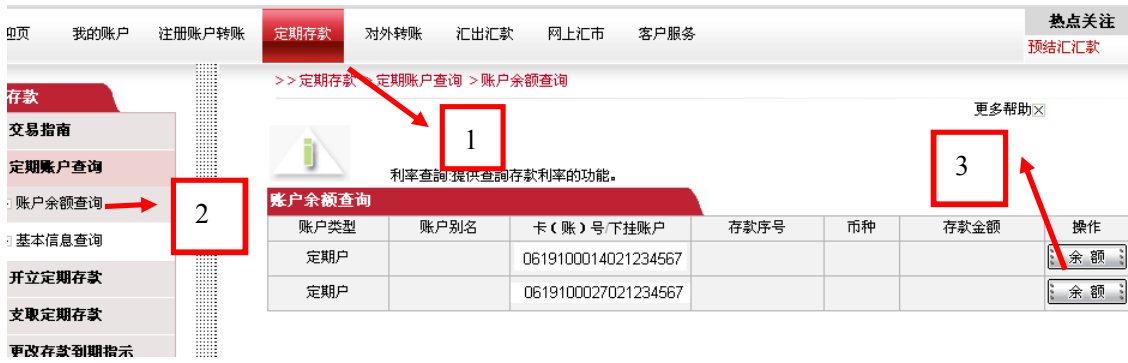 我的账户 注册账户转账 定期存款 对外转账 汇出汇款 网上汇市 客户服务
热点关注
预结汇汇款
>>定期存款 >定期账户查询 >账户余额查询
更多帮助
存款
交易指南
定期账户查询
账户余额查询
基本信息查询
开立定期存款
支取定期存款
更改存款到期指示
1
2
3
利率查詢:提供查詢存款利率的功能。
账户余额查询
账户类型 账户别名 卡(账)号/下挂账户 存款序号 币种 存款金额 操作
定期户 0619100014021234567 余 额
定期户 0619100027021234567 余 额